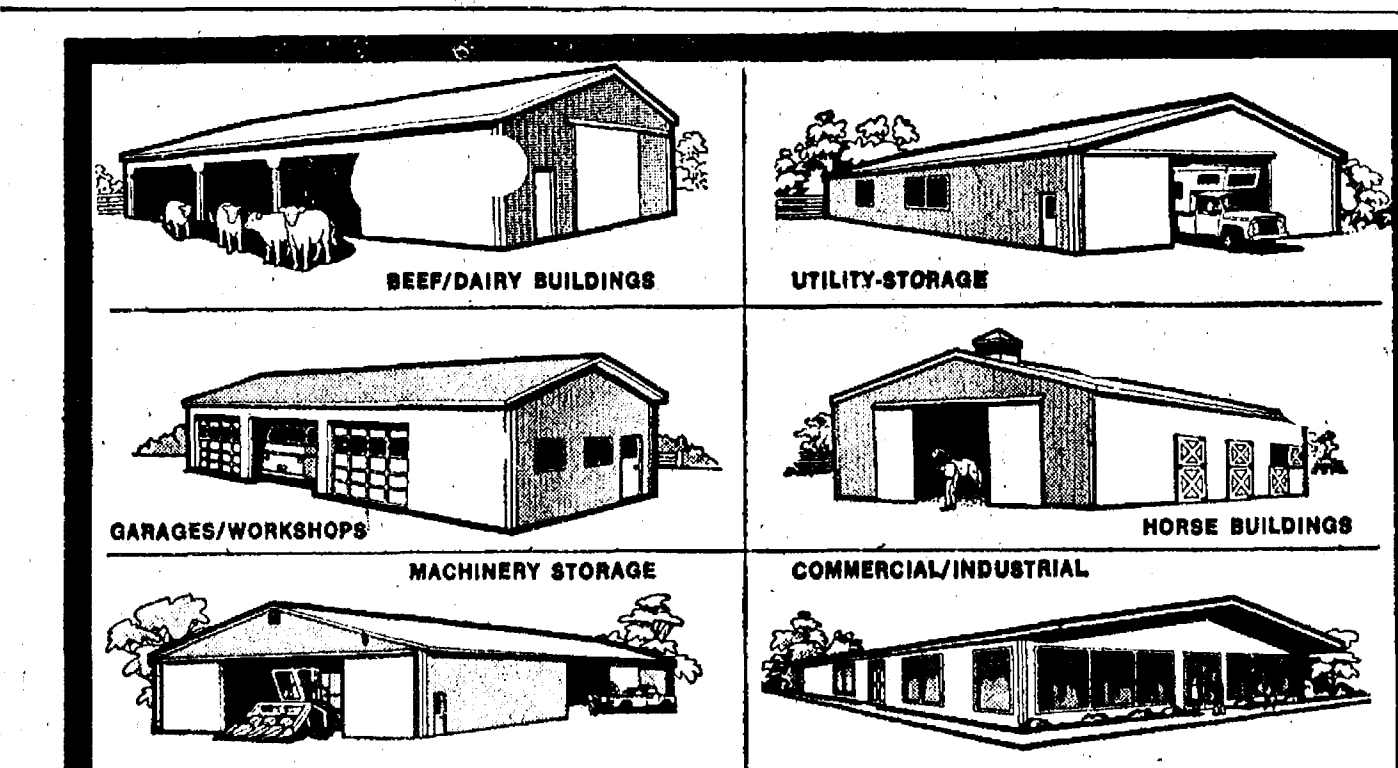 BEEF/DAIRY BUILDINGS
UTILITY-STORAGE
GARAGES/WORKSHOPS
HORSE BUILDINGS
MACHINERY STORAGE
COMMERCIAL/INDUSTRIAL